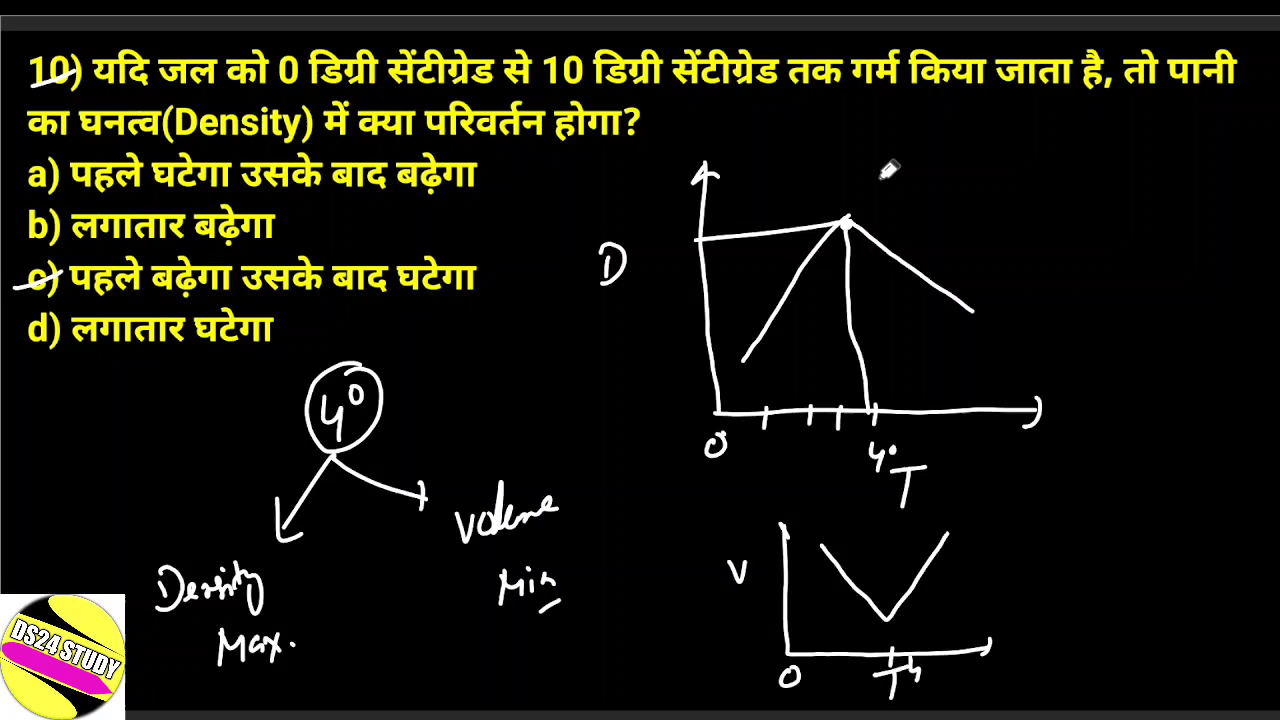 10) यदि जल को 0 डिग्री सेंटीग्रेड से 10 डिग्री सेंटीग्रेड तक गर्म किया जाता है, तो पानी
का घनत्व(Density) में क्या परिवर्तन होगा?
a) पहले घटेगा उसके बाद बढ़ेगा
b) लगातार बढ़ेगा
c) पहले बढ़ेगा उसके बाद घटेगा
d) लगातार घटेगा
4°
Density
Max.
Volume
Min
D
0
4°
T
V
0
T
4
DS24 STUDY